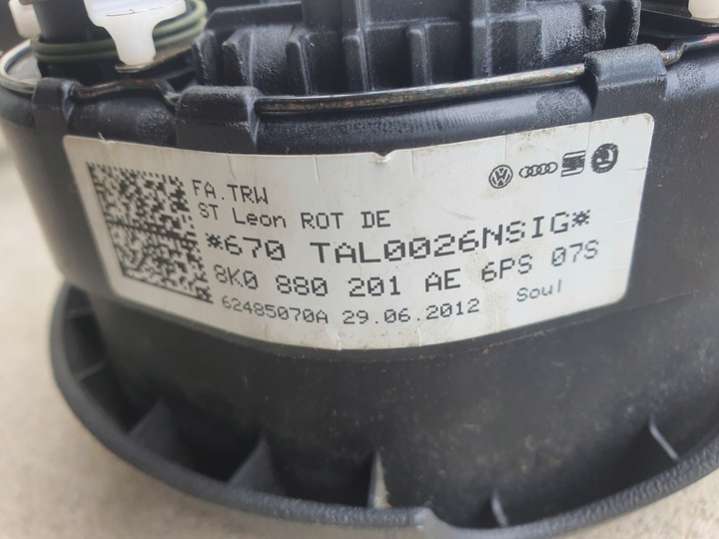 FA.TRW
ST Leon ROT DE
*670 TAL0026NSIG*
8K0 880 201 AE 6PS 07S
62485070A 29.06.2012 Soul